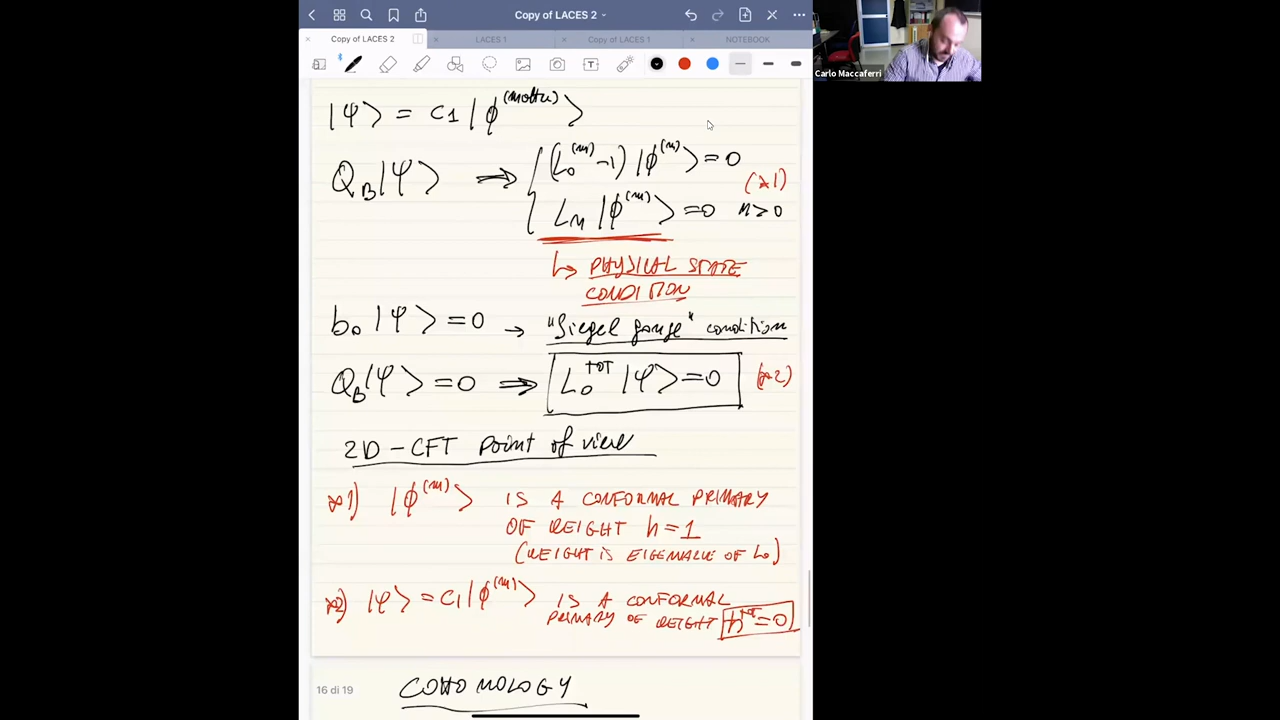 Copy of LACES 2
Copy of LACES 2
LACES 1
Copy of LACES 1
NOTEBOOK
Carlo Maccaferri
|φ⟩ = c1 |ϕ^(matter)⟩
Q_B|φ⟩ ⇒ { (L_0^(m) -1) |ϕ^(m)⟩ = 0
L_n |ϕ^(m)⟩ = 0 n > 0 (*1)
↳ PHYSICAL STATE
CONDITION
b_0 |φ⟩ = 0 → "Siegel gauge" condition
Q_B|φ⟩ = 0 ⇒ L_0^TOT |φ⟩ = 0 (*2)
2D-CFT point of view
*1) |ϕ^(m)⟩ IS A CONFORMAL PRIMARY
OF WEIGHT h = 1
(WEIGHT IS EIGENVALUE OF L_0)
*2) |φ⟩ = c_1|ϕ^(m)⟩ IS A CONFORMAL
PRIMARY OF WEIGHT h^TOT = 0
16 di 19
COHOMOLOGY